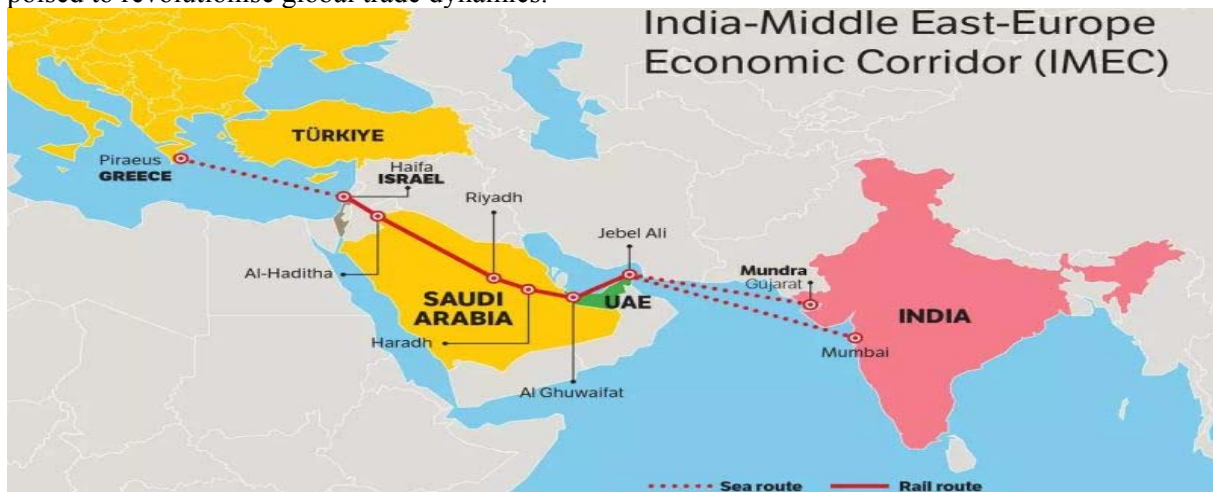 poised to revolutionise global trade dynamics.
India-Middle East-Europe
Economic Corridor (IMEC)
TÜRKIYE
Piraeus
GREECE
Haifa
ISRAEL
Riyadh
Jebel Ali
Al-Haditha
Mundra
Gujarat
SAUDI
ARABIA
UAE
INDIA
Haradh
Mumbai
Al Ghuwaifat
Sea route
Rail route